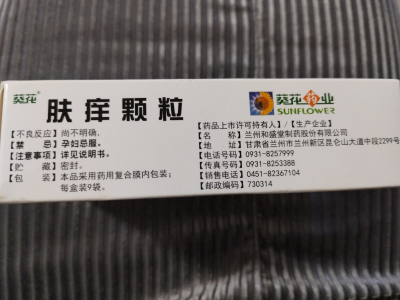 葵花®
肤痒颗粒
葵花药业
SUNFLOWER
【不良反应】尚不明确。
【禁 忌】孕妇忌服。
【注意事项】详见说明书。
【贮 藏】密封。
【包 装】本品采用药用复合膜内包装;
每盒装9袋。
【药品上市许可持有人】/【生产企业】
【名 称】兰州和盛堂制药股份有限公司
【地 址】甘肃省兰州市兰州新区昆仑山大道中段2299号
【电话号码】0931-8257999
【传真号码】0931-8253388
【销售电话】0451-82367104
【邮政编码】730314